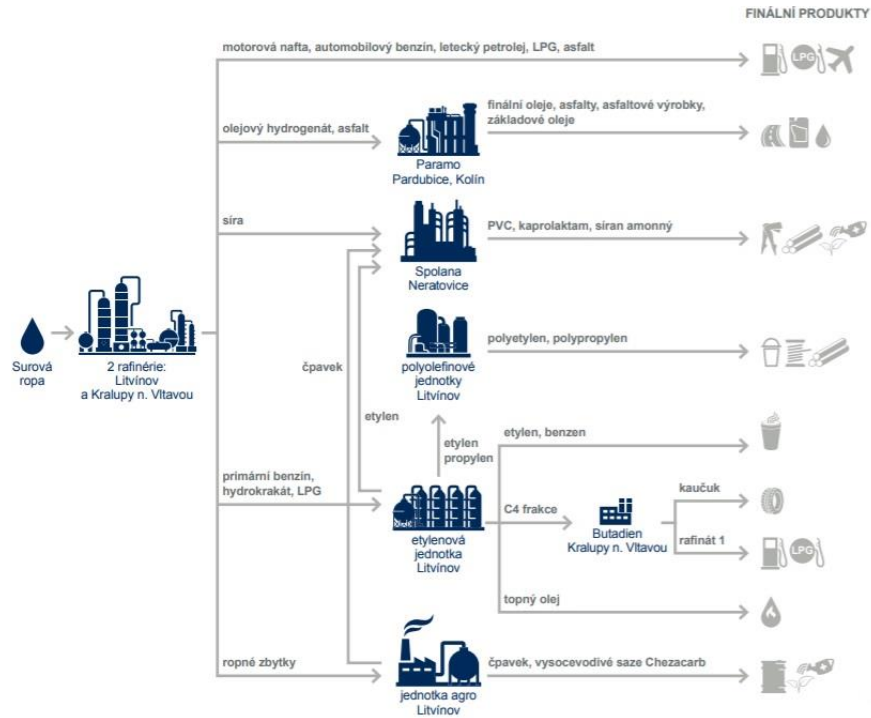 FINÁLNÍ PRODUKTY
motorová nafta, automobilový benzín, letecký petrolej, LPG, asfalt
LPG
olejový hydrogenát, asfalt
finální oleje, asfalty, asfaltové výrobky,
základové oleje
Paramo
Pardubice, Kolín
síra
PVC, kaprolaktam, síran amonný
Spolana
Neratovice
Surová
ropa
2 rafinérie:
Litvínov
a Kralupy n. Vltavou
čpavek
polyetylen, polypropylen
polyolefinové
jednotky
Litvínov
etylen
etylen
propylen
etylen, benzen
primární benzín,
hydrokrakát, LPG
C4 frakce
kaučuk
etylenová
jednotka
Litvínov
Butadien
Kralupy n. Vltavou
rafinát 1
LPG
topný olej
ropné zbytky
čpavek, vysocevodivé saze Chezacarb
jednotka agro
Litvínov